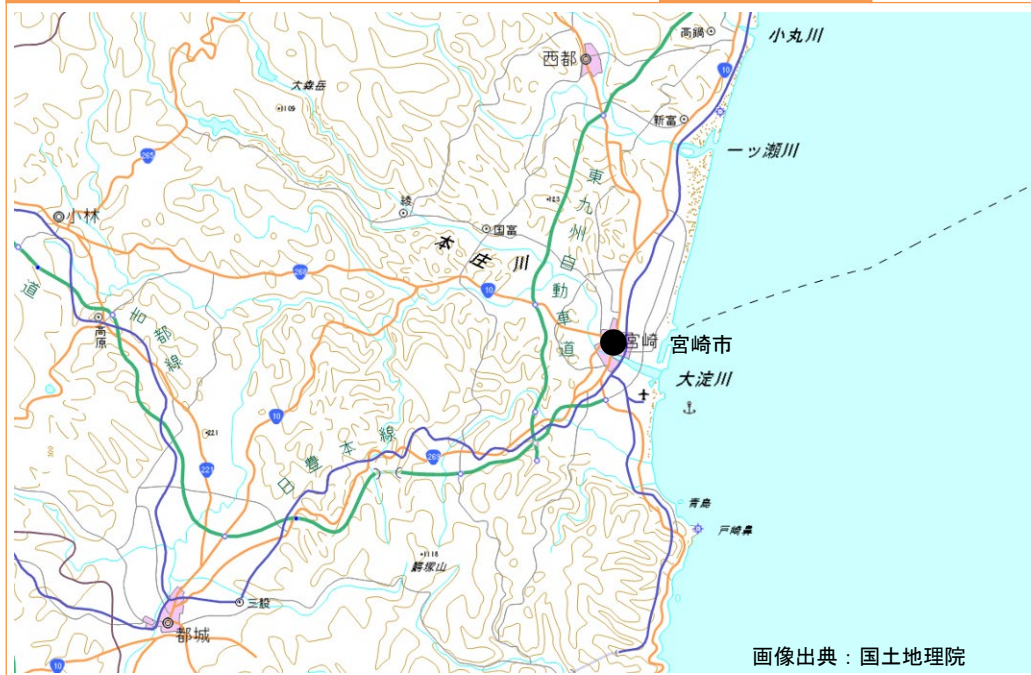 高鍋
小丸川
西都
10
大森岳
・1109
新富
一ッ瀬川
265
東九州自動車道
綾
・123
小林
国富
本庄川
268
10
道
吉都線
高原
宮崎
宮崎市
大淀川
・221
10
日豊本線
269
221
青島
戸崎鼻
・1118
鰐塚山
三股
都城
10
画像出典：国土地理院